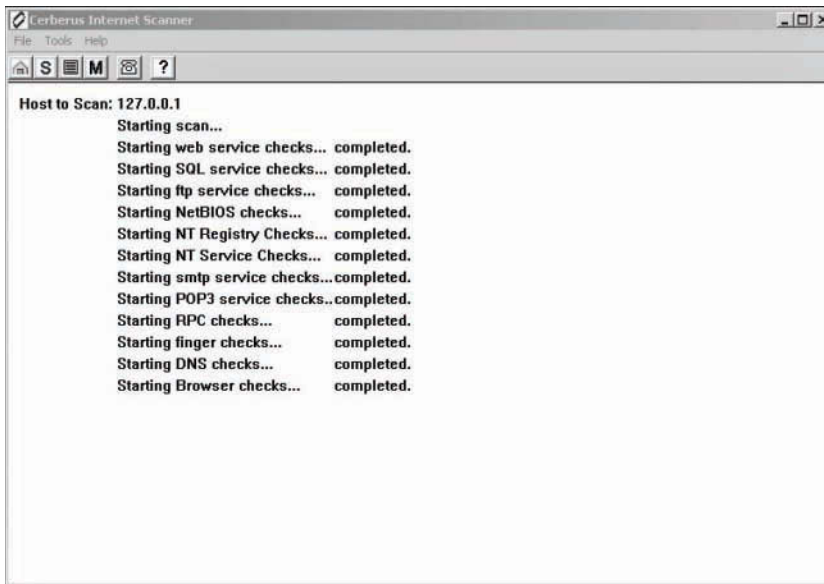 Cerberus Internet Scanner
File Tools Help
S M ?
Host to Scan: 127.0.0.1
Starting scan...
Starting web service checks... completed.
Starting SQL service checks... completed.
Starting ftp service checks... completed.
Starting NetBIOS checks... completed.
Starting NT Registry Checks... completed.
Starting NT Service Checks... completed.
Starting smtp service checks...completed.
Starting POP3 service checks..completed.
Starting RPC checks... completed.
Starting finger checks... completed.
Starting DNS checks... completed.
Starting Browser checks... completed.